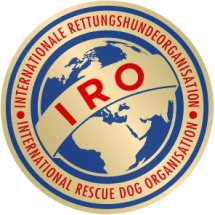 • INTERNATIONALE RETTUNGSHUNDEORGANISATION •
INTERNATIONAL RESCUE DOG ORGANISATION
IRO